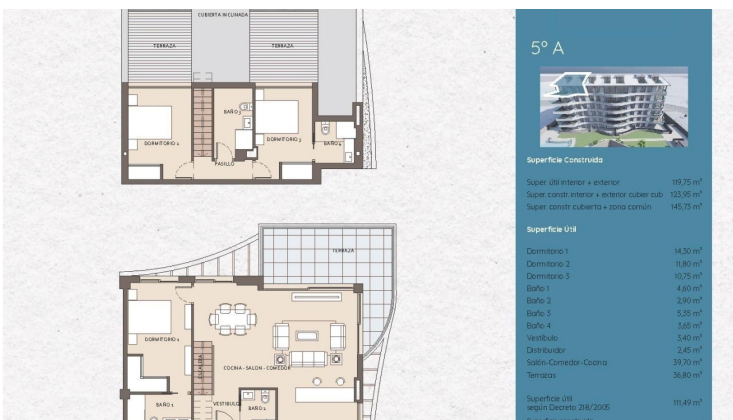 CUBIERTA INCLINADA
TERRAZA
TERRAZA
BAÑO 3
DORMITORIO 2
DORMITORIO 3
BAÑO 4
PASILLO
TERRAZA
DORMITORIO 1
COCINA - SALON - COMEDOR
ESCALERA
BAÑO 1
VESTIBULO
BAÑO 2
5º A
Superficie Construida
Super. útil interior + exterior 119,75 m²
Super. constr. interior + exterior cubier cub 123,95 m²
Super. constr cubierta + zona común 145,73 m²
Superficie Útil
Dormitorio 1 14,30 m²
Dormitorio 2 11,80 m²
Dormitorio 3 10,75 m²
Baño 1 4,60 m²
Baño 2 2,90 m²
Baño 3 5,35 m²
Baño 4 3,65 m²
Vestíbulo 3,40 m²
Distribuidor 2,45 m²
Salón-Comedor-Cocina 39,70 m²
Terrazas 36,80 m²
Superficie útil
según Decreto 218/2005 111,49 m²